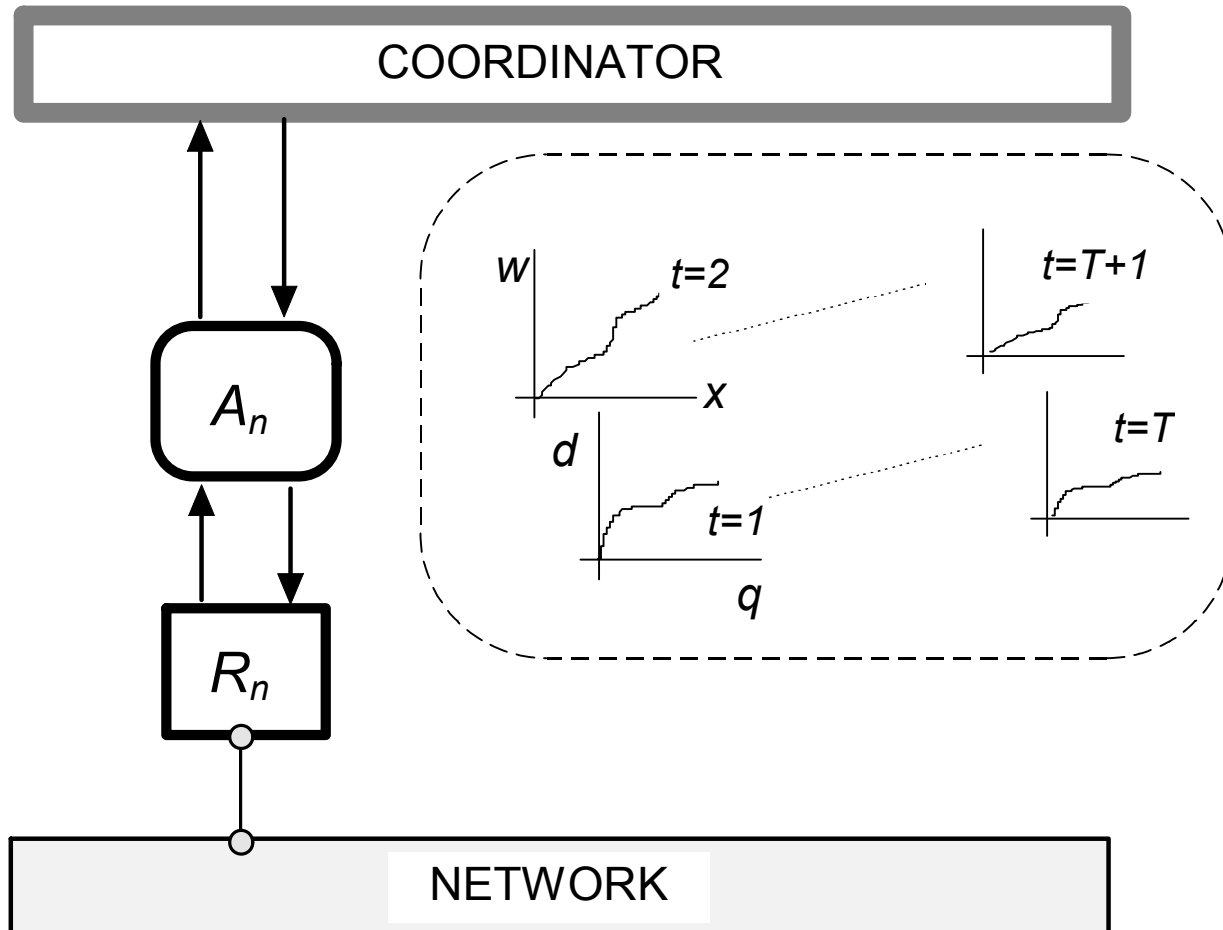 COORDINATOR
w
t=2
t=T+1
x
A_n
d
t=T
t=1
q
R_n
NETWORK